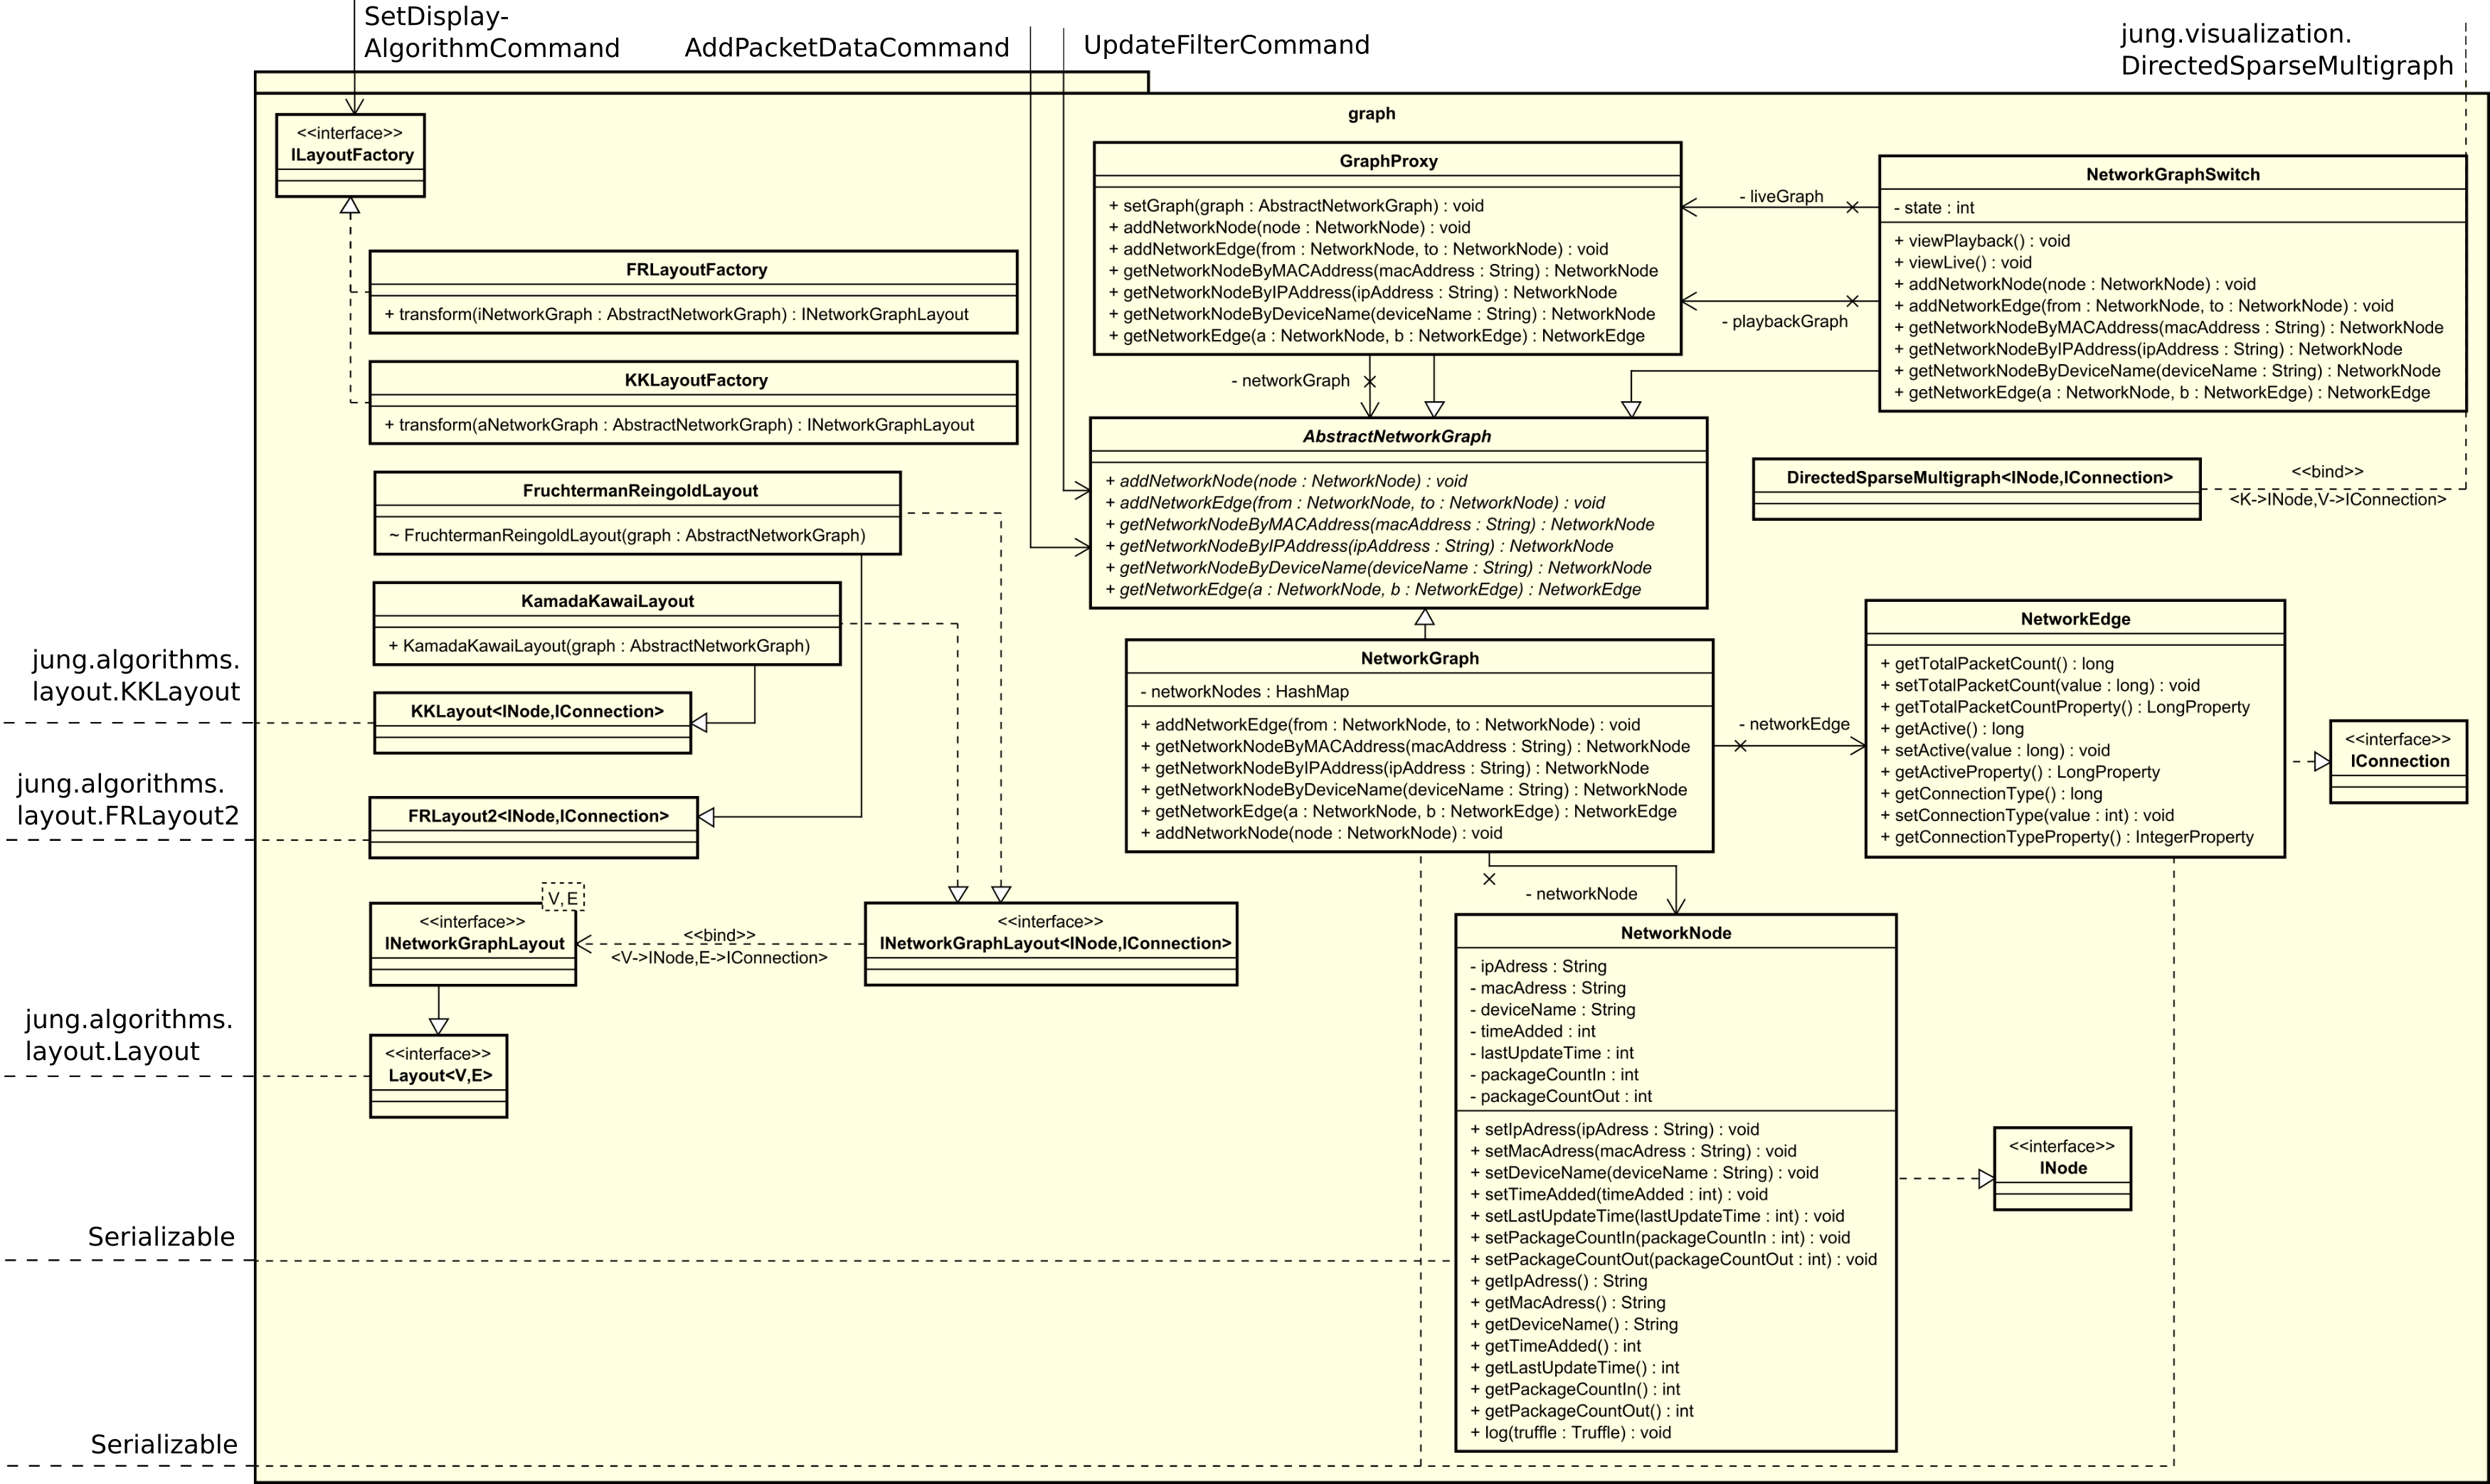 SetDisplay-
AlgorithmCommand
AddPacketDataCommand
UpdateFilterCommand
jung.visualization.
DirectedSparseMultigraph
graph
<<interface>>
ILayoutFactory
FRLayoutFactory
+ transform(iNetworkGraph : AbstractNetworkGraph) : INetworkGraphLayout
KKLayoutFactory
+ transform(aNetworkGraph : AbstractNetworkGraph) : INetworkGraphLayout
FruchtermanReingoldLayout
~ FruchtermanReingoldLayout(graph : AbstractNetworkGraph)
KamadaKawaiLayout
+ KamadaKawaiLayout(graph : AbstractNetworkGraph)
jung.algorithms.
layout.KKLayout
KKLayout<INode,IConnection>
jung.algorithms.
layout.FRLayout2
FRLayout2<INode,IConnection>
V, E
<<interface>>
INetworkGraphLayout
<<bind>>
<V->INode,E->IConnection>
<<interface>>
INetworkGraphLayout<INode,IConnection>
jung.algorithms.
layout.Layout
<<interface>>
Layout<V,E>
Serializable
Serializable
GraphProxy
+ setGraph(graph : AbstractNetworkGraph) : void
+ addNetworkNode(node : NetworkNode) : void
+ addNetworkEdge(from : NetworkNode, to : NetworkNode) : void
+ getNetworkNodeByMACAddress(macAddress : String) : NetworkNode
+ getNetworkNodeByIPAddress(ipAddress : String) : NetworkNode
+ getNetworkNodeByDeviceName(deviceName : String) : NetworkNode
+ getNetworkEdge(a : NetworkNode, b : NetworkEdge) : NetworkEdge
- liveGraph
- playbackGraph
NetworkGraphSwitch
- state : int
+ viewPlayback() : void
+ viewLive() : void
+ addNetworkNode(node : NetworkNode) : void
+ addNetworkEdge(from : NetworkNode, to : NetworkNode) : void
+ getNetworkNodeByMACAddress(macAddress : String) : NetworkNode
+ getNetworkNodeByIPAddress(ipAddress : String) : NetworkNode
+ getNetworkNodeByDeviceName(deviceName : String) : NetworkNode
+ getNetworkEdge(a : NetworkNode, b : NetworkEdge) : NetworkEdge
- networkGraph
AbstractNetworkGraph
+ addNetworkNode(node : NetworkNode) : void
+ addNetworkEdge(from : NetworkNode, to : NetworkNode) : void
+ getNetworkNodeByMACAddress(macAddress : String) : NetworkNode
+ getNetworkNodeByIPAddress(ipAddress : String) : NetworkNode
+ getNetworkNodeByDeviceName(deviceName : String) : NetworkNode
+ getNetworkEdge(a : NetworkNode, b : NetworkEdge) : NetworkEdge
DirectedSparseMultigraph<INode,IConnection>
<<bind>>
<K->INode,V->IConnection>
NetworkGraph
- networkNodes : HashMap
+ addNetworkEdge(from : NetworkNode, to : NetworkNode) : void
+ getNetworkNodeByMACAddress(macAddress : String) : NetworkNode
+ getNetworkNodeByIPAddress(ipAddress : String) : NetworkNode
+ getNetworkNodeByDeviceName(deviceName : String) : NetworkNode
+ getNetworkEdge(a : NetworkNode, b : NetworkEdge) : NetworkEdge
+ addNetworkNode(node : NetworkNode) : void
- networkEdge
NetworkEdge
+ getTotalPacketCount() : long
+ setTotalPacketCount(value : long) : void
+ getTotalPacketCountProperty() : LongProperty
+ getActive() : long
+ setActive(value : long) : void
+ getActiveProperty() : LongProperty
+ getConnectionType() : long
+ setConnectionType(value : int) : void
+ getConnectionTypeProperty() : IntegerProperty
<<interface>>
IConnection
- networkNode
NetworkNode
- ipAdress : String
- macAdress : String
- deviceName : String
- timeAdded : int
- lastUpdateTime : int
- packageCountIn : int
- packageCountOut : int
+ setIpAdress(ipAdress : String) : void
+ setMacAdress(macAdress : String) : void
+ setDeviceName(deviceName : String) : void
+ setTimeAdded(timeAdded : int) : void
+ setLastUpdateTime(lastUpdateTime : int) : void
+ setPackageCountIn(packageCountIn : int) : void
+ setPackageCountOut(packageCountOut : int) : void
+ getIpAdress() : String
+ getMacAdress() : String
+ getDeviceName() : String
+ getTimeAdded() : int
+ getLastUpdateTime() : int
+ getPackageCountIn() : int
+ getPackageCountOut() : int
+ log(truffle : Truffle) : void
<<interface>>
INode